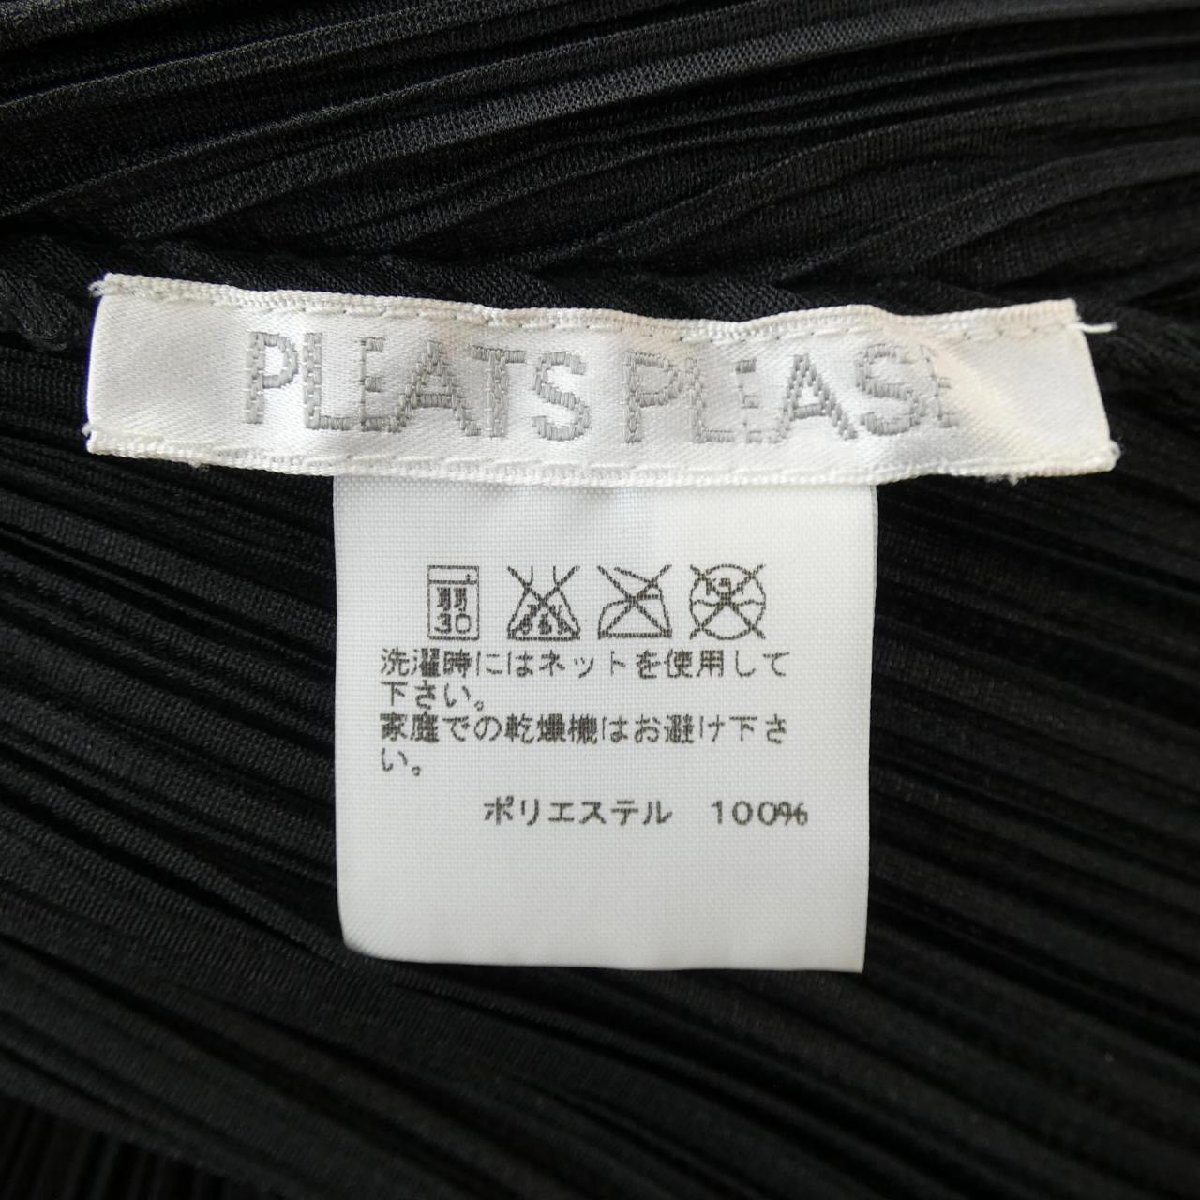 PLEATS PLEASE
弱
30
洗濯時にはネットを使用して
下さい。
家庭での乾燥機はお避け下さ
い。
ポリエステル 100%